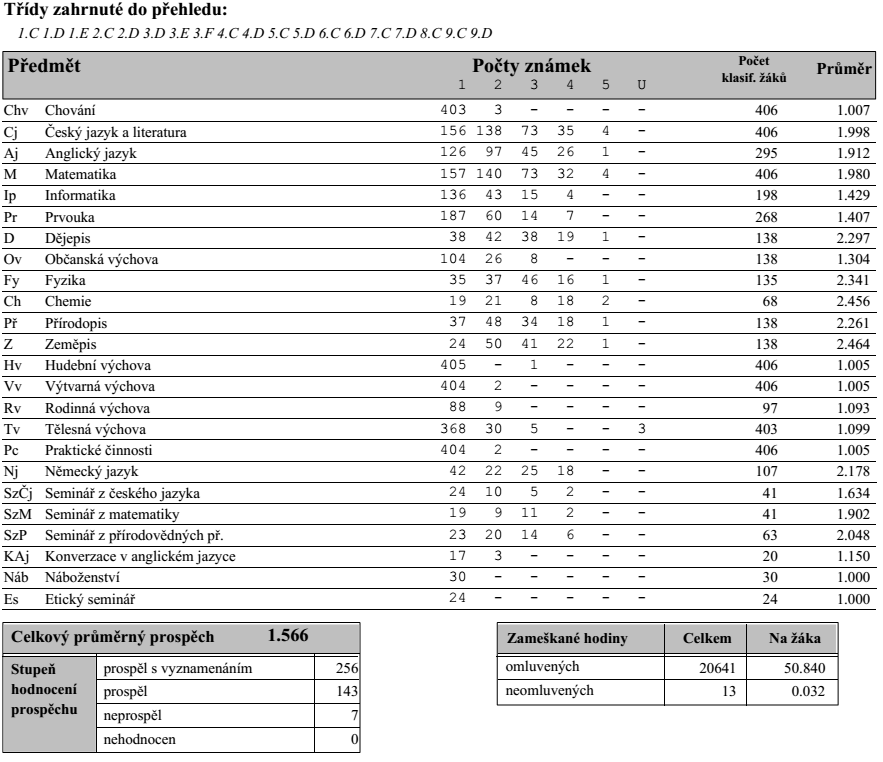 Třídy zahrnuté do přehledu:
1.C 1.D 1.E 2.C 2.D 3.D 3.E 3.F 4.C 4.D 5.C 5.D 6.C 6.D 7.C 7.D 8.C 9.C 9.D
Předmět Počty známek Počet klasif. žáků Průměr
1 2 3 4 5 U
Chv Chování 403 3 - - - - 406 1.007
Cj Český jazyk a literatura 156 138 73 35 4 - 406 1.998
Aj Anglický jazyk 126 97 45 26 1 - 295 1.912
M Matematika 157 140 73 32 4 - 406 1.980
Ip Informatika 136 43 15 4 - - 198 1.429
Pr Prvouka 187 60 14 7 - - 268 1.407
D Dějepis 38 42 38 19 1 - 138 2.297
Ov Občanská výchova 104 26 8 - - - 138 1.304
Fy Fyzika 35 37 46 16 1 - 135 2.341
Ch Chemie 19 21 8 18 2 - 68 2.456
Př Přírodopis 37 48 34 18 1 - 138 2.261
Z Zeměpis 24 50 41 22 1 - 138 2.464
Hv Hudební výchova 405 - 1 - - - 406 1.005
Vv Výtvarná výchova 404 2 - - - - 406 1.005
Rv Rodinná výchova 88 9 - - - - 97 1.093
Tv Tělesná výchova 368 30 5 - - 3 403 1.099
Pc Praktické činnosti 404 2 - - - - 406 1.005
Nj Německý jazyk 42 22 25 18 - - 107 2.178
SzČj Seminář z českého jazyka 24 10 5 2 - - 41 1.634
SzM Seminář z matematiky 19 9 11 2 - - 41 1.902
SzP Seminář z přírodovědných př. 23 20 14 6 - - 63 2.048
KAj Konverzace v anglickém jazyce 17 3 - - - - 20 1.150
Náb Náboženství 30 - - - - - 30 1.000
Es Etický seminář 24 - - - - - 24 1.000
Celkový průměrný prospěch 1.566
Stupeň hodnocení prospěchu
prospěl s vyznamenáním 256
prospěl 143
neprospěl 7
nehodnocen 0
Zameškané hodiny Celkem Na žáka
omluvených 20641 50.840
neomluvených 13 0.032